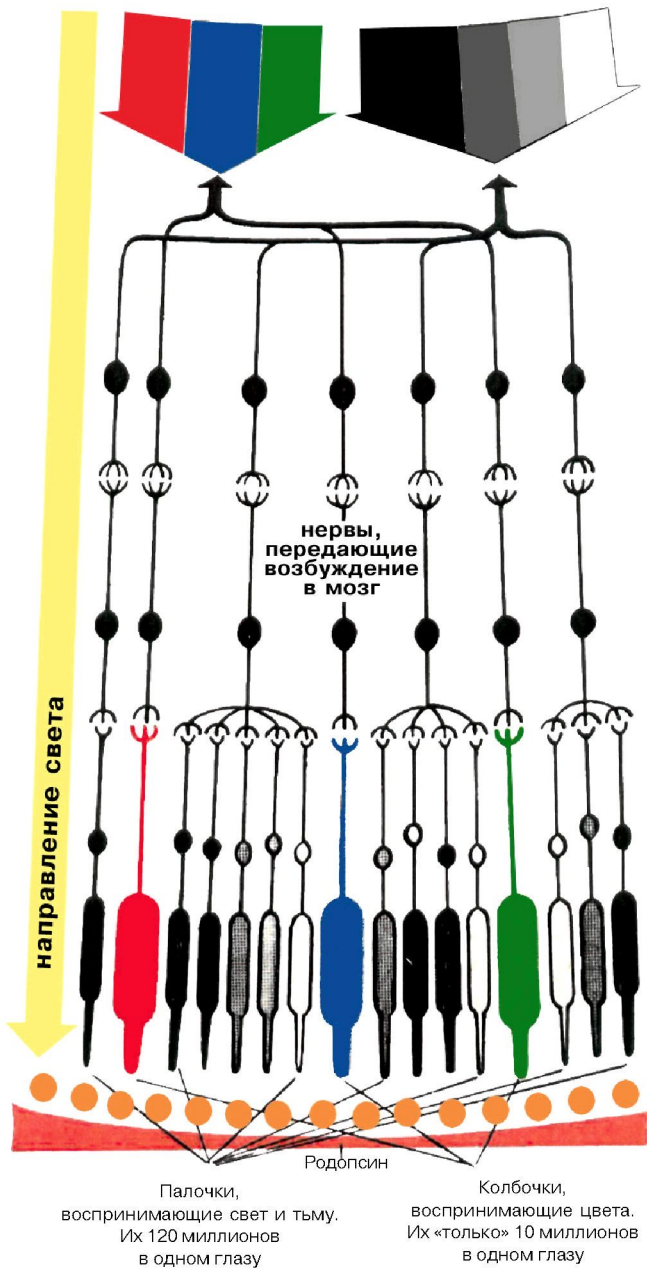 нервы,
передающие
возбуждение
в мозг
направление света
Родопсин
Палочки,
воспринимающие свет и тьму.
Их 120 миллионов
в одном глазу
Колбочки,
воспринимающие цвета.
Их «только» 10 миллионов
в одном глазу